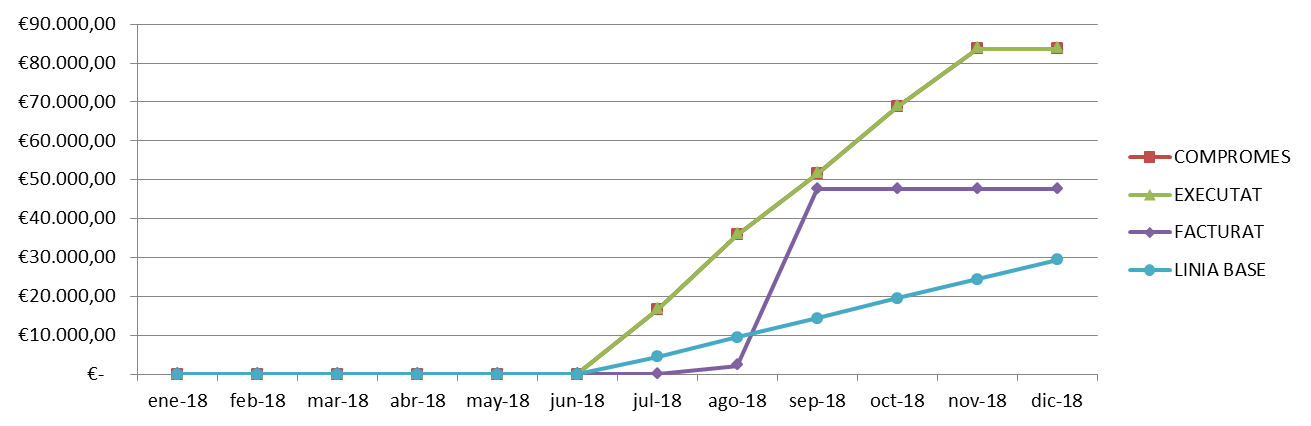 €90.000,00
€80.000,00
€70.000,00
€60.000,00
€50.000,00
€40.000,00
€30.000,00
€20.000,00
€10.000,00
€-
ene-18 feb-18 mar-18 abr-18 may-18 jun-18 jul-18 ago-18 sep-18 oct-18 nov-18 dic-18
COMPROMES
EXECUTAT
FACTURAT
LINIA BASE